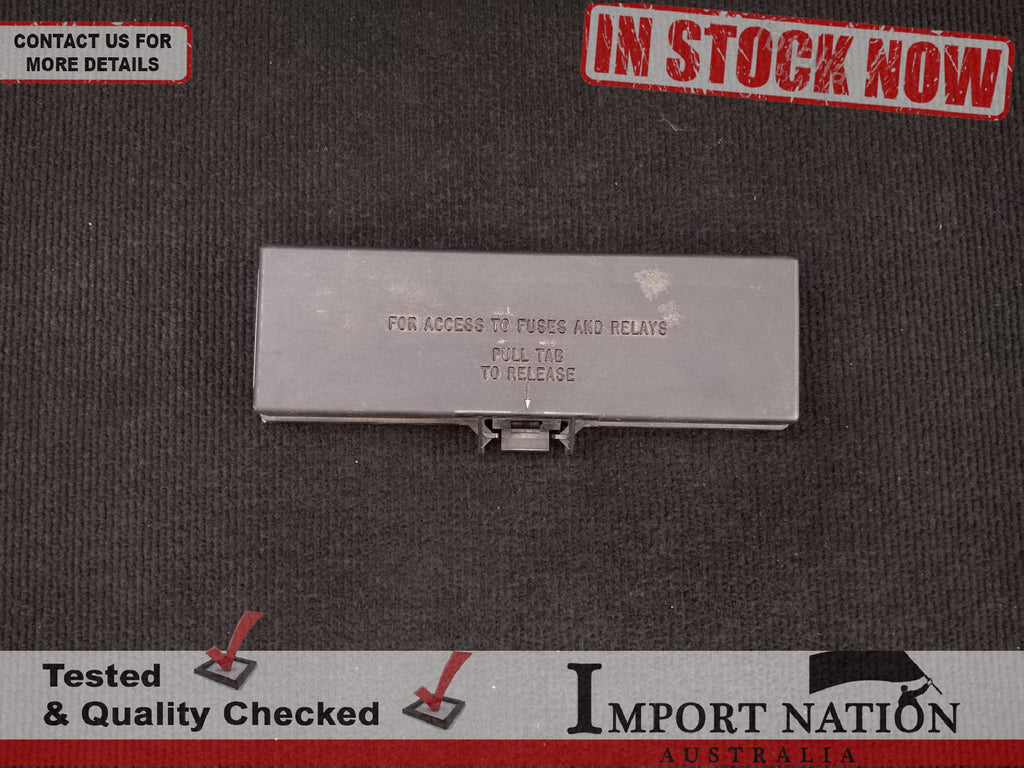 CONTACT US FOR
MORE DETAILS
IN STOCK NOW
FOR ACCESS TO FUSES AND RELAYS
PULL TAB
TO RELEASE
Tested
& Quality Checked
IMPORT NATION
AUSTRALIA